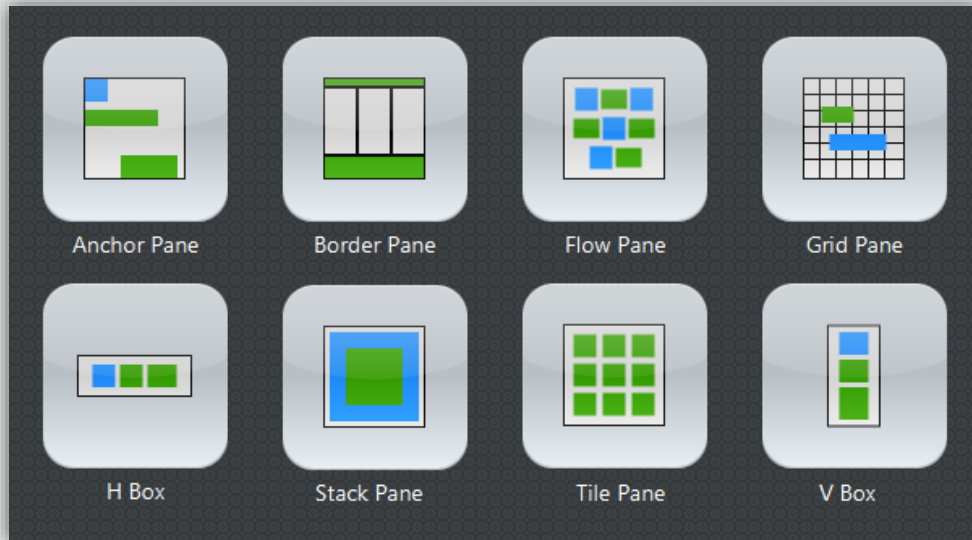 Anchor Pane
Border Pane
Flow Pane
Grid Pane
H Box
Stack Pane
Tile Pane
V Box